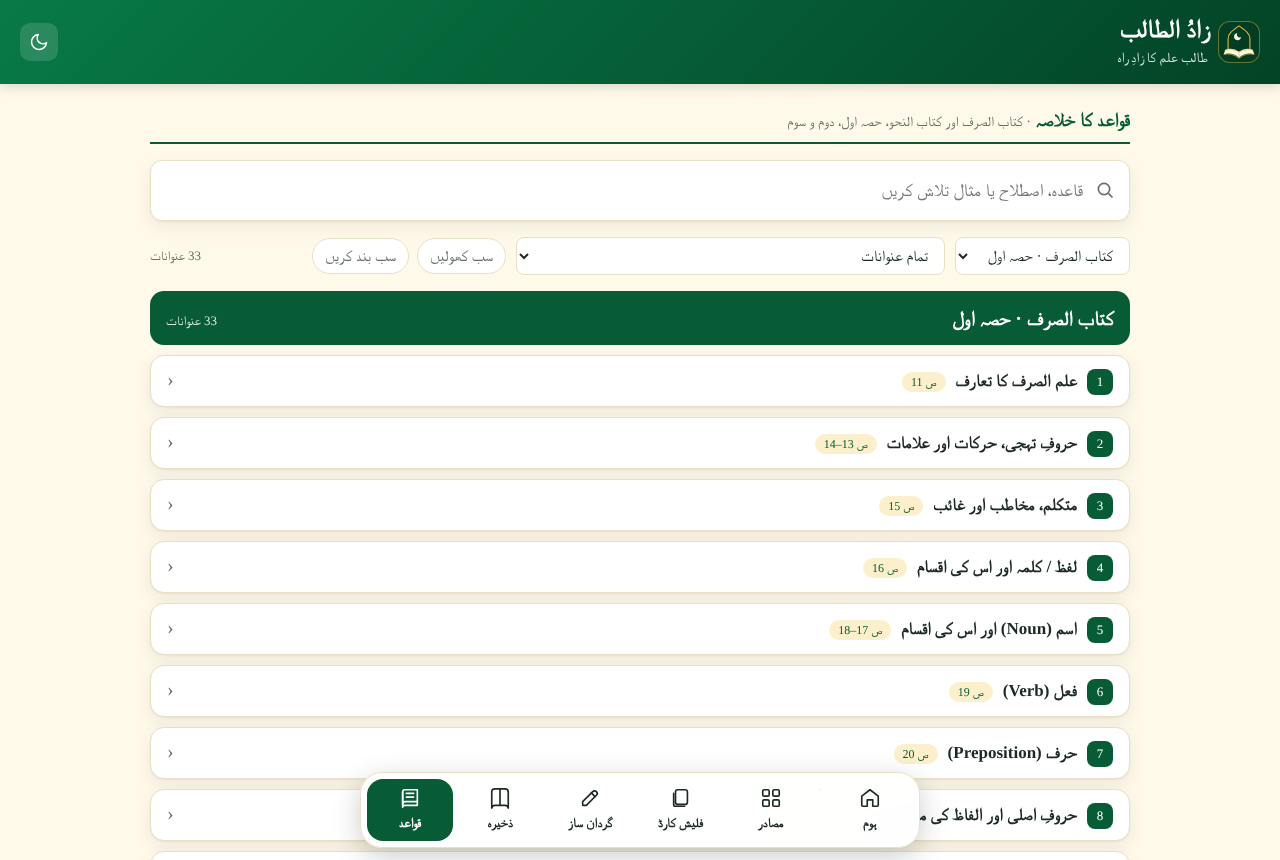 زادُ الطالب
طالب علم کا زادِ راہ
قواعد کا خلاصہ · کتاب الصرف اور کتاب النحو، حصہ اول، دوم و سوم
قاعدہ، اصطلاح یا مثال تلاش کریں
کتاب الصرف · حصہ اول
تمام عنوانات
سب کھولیں
سب بند کریں
33 عنوانات
کتاب الصرف · حصہ اول
33 عنوانات
1 علم الصرف کا تعارف ص 11
2 حروفِ تہجی، حرکات اور علامات ص 13–14
3 متکلم، مخاطب اور غائب ص 15
4 لفظ / کلمہ اور اس کی اقسام ص 16
5 اسم (Noun) اور اس کی اقسام ص 17–18
6 فعل (Verb) ص 19
7 حرف (Preposition) ص 20
8 حروفِ اصلی اور الفاظ کی
ہوم
مصادر
فلیش کارڈ
گردان ساز
ذخیرہ
قواعد